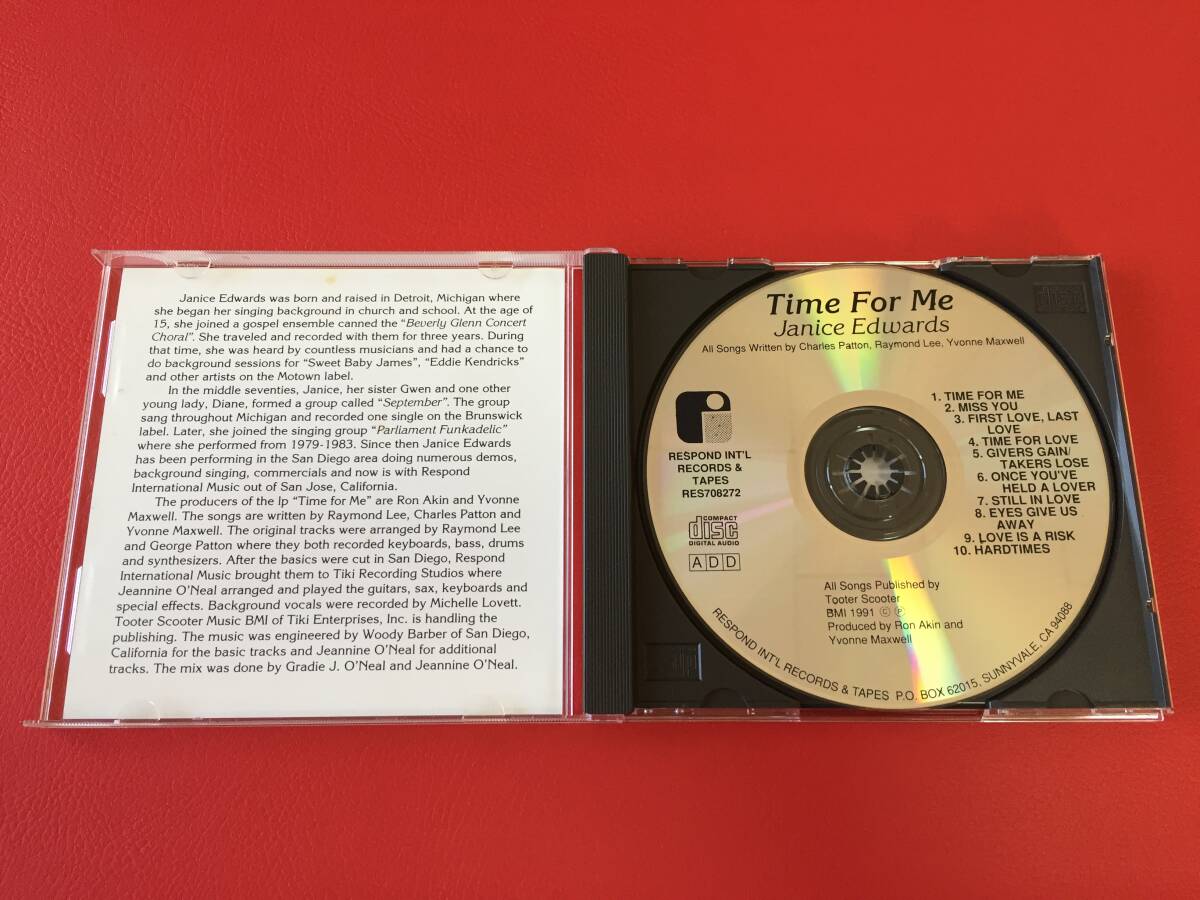 Janice Edwards was born and raised in Detroit, Michigan where
she began her singing background in church and school. At the age of
15, she joined a gospel ensemble canned the "Beverly Glenn Concert
Choral". She traveled and recorded with them for three years. During
that time, she was heard by countless musicians and had a chance to
do background sessions for "Sweet Baby James", "Eddie Kendricks"
and other artists on the Motown label.
In the middle seventies, Janice, her sister Gwen and one other
young lady, Diane, formed a group called "September". The group
sang throughout Michigan and recorded one single on the Brunswick
label. Later, she joined the singing group "Parliament Funkadelic"
where she performed from 1979-1983. Since then Janice Edwards
has been performing in the San Diego area doing numerous demos,
background singing, commercials and now is with Respond
International Music out of San Jose, California.
The producers of the lp "Time for Me" are Ron Akin and Yvonne
Maxwell. The songs are written by Raymond Lee, Charles Patton and
Yvonne Maxwell. The original tracks were arranged by Raymond Lee
and George Patton where they both recorded keyboards, bass, drums
and synthesizers. After the basics were cut in San Diego, Respond
International Music brought them to Tiki Recording Studios where
Jeannine O'Neal arranged and played the guitars, sax, keyboards and
special effects. Background vocals were recorded by Michelle Lovett.
Tooter Scooter Music BMI of Tiki Enterprises, Inc. is handling the
publishing. The music was engineered by Woody Barber of San Diego,
California for the basic tracks and Jeannine O'Neal for additional
tracks. The mix was done by Gradie J. O'Neal and Jeannine O'Neal.
Time For Me
Janice Edwards
All Songs Written by Charles Patton, Raymond Lee, Yvonne Maxwell
RESPOND INT'L
RECORDS &
TAPES
RES708272
COMPACT
disc
DIGITAL AUDIO
ADD
1. TIME FOR ME
2. MISS YOU
3. FIRST LOVE, LAST
LOVE
4. TIME FOR LOVE
5. GIVERS GAIN/
TAKERS LOSE
6. ONCE YOU'VE
HELD A LOVER
7. STILL IN LOVE
8. EYES GIVE US
AWAY
9. LOVE IS A RISK
10. HARDTIMES
All Songs Published by
Tooter Scooter
BMI 1991 © ℗
Produced by Ron Akin and
Yvonne Maxwell
RESPOND INT'L RECORDS & TAPES P.O. BOX 62015, SUNNYVALE, CA 94088